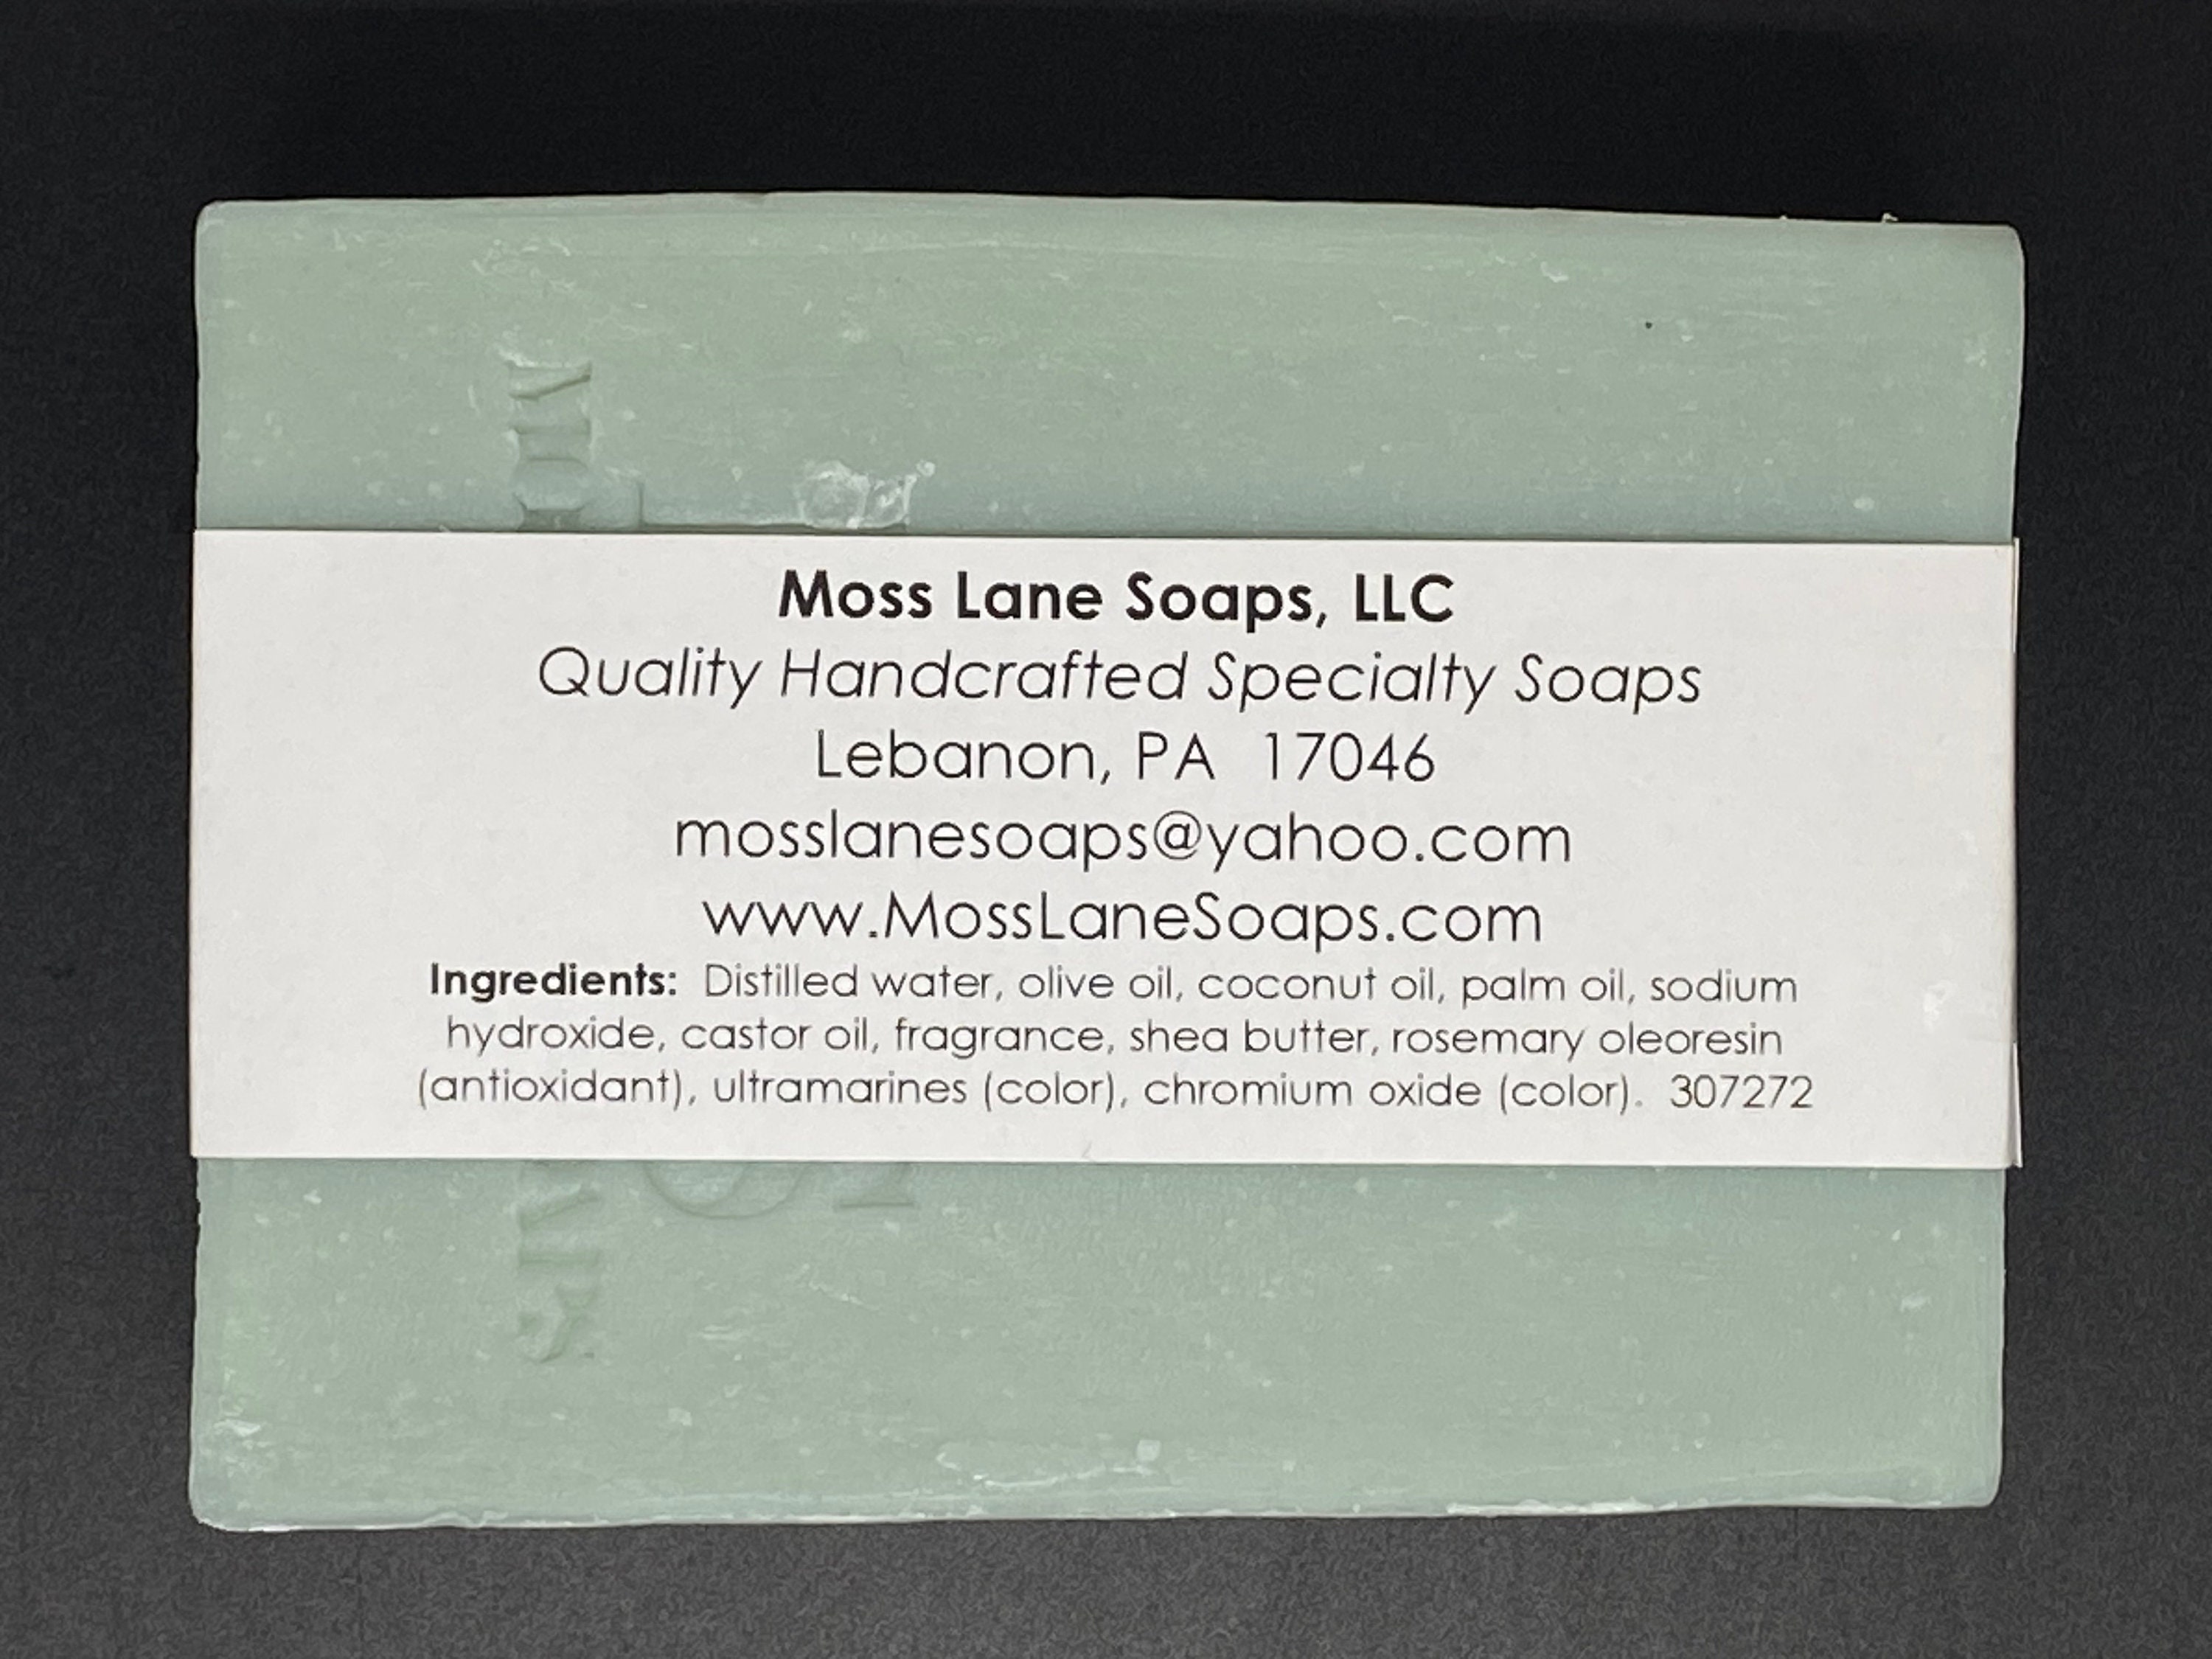 Moss Lane Soaps, LLC
Quality Handcrafted Specialty Soaps
Lebanon, PA  17046
mosslanesoaps@yahoo.com
www.MossLaneSoaps.com
Ingredients:  Distilled water, olive oil, coconut oil, palm oil, sodium
hydroxide, castor oil, fragrance, shea butter, rosemary oleoresin
(antioxidant), ultramarines (color), chromium oxide (color).  307272